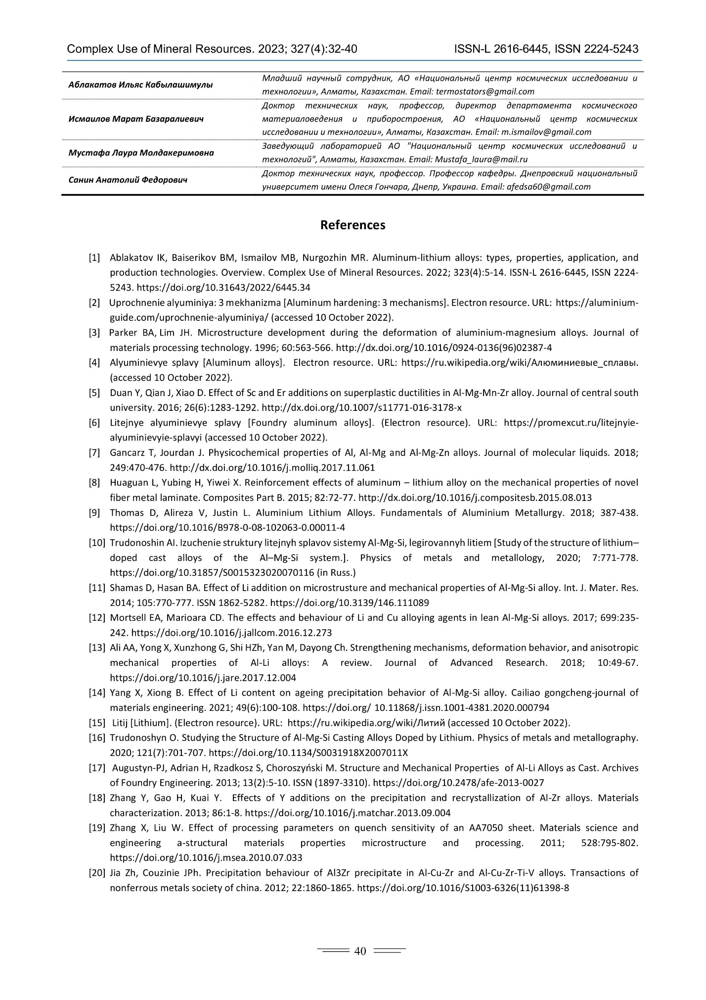 Complex Use of Mineral Resources. 2023; 327(4):32-40 ISSN-L 2616-6445, ISSN 2224-5243
Аблакатов Ильяс Кабылашимулы
Младший научный сотрудник, АО «Национальный центр космических исследовании и
технологии», Алматы, Казахстан. Email: termostators@gmail.com
Исмаилов Марат Базаралиевич
Доктор технических наук, профессор, директор департамента космического
материаловедения и приборостроения, АО «Национальный центр космических
исследовании и технологии», Алматы, Казахстан. Email: m.ismailov@gmail.com
Мустафа Лаура Молдакеримовна
Заведующий лабораторией АО "Национальный центр космических исследований и
технологий", Алматы, Казахстан. Email: Mustafa_laura@mail.ru
Санин Анатолий Федорович
Доктор технических наук, профессор. Профессор кафедры. Днепровский национальный
университет имени Олеся Гончара, Днепр, Украина. Email: afedsa60@gmail.com
References
[1] Ablakatov IK, Baiserikov BM, Ismailov MB, Nurgozhin MR. Aluminum-lithium alloys: types, properties, application, and
production technologies. Overview. Complex Use of Mineral Resources. 2022; 323(4):5-14. ISSN-L 2616-6445, ISSN 2224-
5243. https://doi.org/10.31643/2022/6445.34
[2] Uprochnenie alyuminiya: 3 mekhanizma [Aluminum hardening: 3 mechanisms]. Electron resource. URL: https://aluminium-
guide.com/uprochnenie-alyuminiya/ (accessed 10 October 2022).
[3] Parker BA, Lim JH. Microstructure development during the deformation of aluminium-magnesium alloys. Journal of
materials processing technology. 1996; 60:563-566. http://dx.doi.org/10.1016/0924-0136(96)02387-4
[4] Alyuminievye splavy [Aluminum alloys]. Electron resource. URL: https://ru.wikipedia.org/wiki/Алюминиевые_сплавы.
(accessed 10 October 2022).
[5] Duan Y, Qian J, Xiao D. Effect of Sc and Er additions on superplastic ductilities in Al-Mg-Mn-Zr alloy. Journal of central south
university. 2016; 26(6):1283-1292. http://dx.doi.org/10.1007/s11771-016-3178-x
[6] Litejnye alyuminievye splavy [Foundry aluminum alloys]. (Electron resource). URL: https://promexcut.ru/litejnyie-
alyuminievyie-splavyi (accessed 10 October 2022).
[7] Gancarz T, Jourdan J. Physicochemical properties of Al, Al-Mg and Al-Mg-Zn alloys. Journal of molecular liquids. 2018;
249:470-476. http://dx.doi.org/10.1016/j.molliq.2017.11.061
[8] Huaguan L, Yubing H, Yiwei X. Reinforcement effects of aluminum – lithium alloy on the mechanical properties of novel
fiber metal laminate. Composites Part B. 2015; 82:72-77. http://dx.doi.org/10.1016/j.compositesb.2015.08.013
[9] Thomas D, Alireza V, Justin L. Aluminium Lithium Alloys. Fundamentals of Aluminium Metallurgy. 2018; 387-438.
https://doi.org/10.1016/B978-0-08-102063-0.00011-4
[10] Trudonoshin AI. Izuchenie struktury litejnyh splavov sistemy Al-Mg-Si, legirovannyh litiem [Study of the structure of lithium–
doped cast alloys of the Al–Mg-Si system.]. Physics of metals and metallology, 2020; 7:771-778.
https://doi.org/10.31857/S0015323020070116 (in Russ.)
[11] Shamas D, Hasan BA. Effect of Li addition on microstrusture and mechanical properties of Al-Mg-Si alloy. Int. J. Mater. Res.
2014; 105:770-777. ISSN 1862-5282. https://doi.org/10.3139/146.111089
[12] Mortsell EA, Marioara CD. The effects and behaviour of Li and Cu alloying agents in lean Al-Mg-Si alloys. 2017; 699:235-
242. https://doi.org/10.1016/j.jallcom.2016.12.273
[13] Ali AA, Yong X, Xunzhong G, Shi HZh, Yan M, Dayong Ch. Strengthening mechanisms, deformation behavior, and anisotropic
mechanical properties of Al-Li alloys: A review. Journal of Advanced Research. 2018; 10:49-67.
https://doi.org/10.1016/j.jare.2017.12.004
[14] Yang X, Xiong B. Effect of Li content on ageing precipitation behavior of Al-Mg-Si alloy. Cailiao gongcheng-journal of
materials engineering. 2021; 49(6):100-108. https://doi.org/ 10.11868/j.issn.1001-4381.2020.000794
[15] Litij [Lithium]. (Electron resource). URL: https://ru.wikipedia.org/wiki/Литий (accessed 10 October 2022).
[16] Trudonoshyn O. Studying the Structure of Al-Mg-Si Casting Alloys Doped by Lithium. Physics of metals and metallography.
2020; 121(7):701-707. https://doi.org/10.1134/S0031918X2007011X
[17] Augustyn-PJ, Adrian H, Rzadkosz S, Choroszyński M. Structure and Mechanical Properties of Al-Li Alloys as Cast. Archives
of Foundry Engineering. 2013; 13(2):5-10. ISSN (1897-3310). https://doi.org/10.2478/afe-2013-0027
[18] Zhang Y, Gao H, Kuai Y. Effects of Y additions on the precipitation and recrystallization of Al-Zr alloys. Materials
characterization. 2013; 86:1-8. https://doi.org/10.1016/j.matchar.2013.09.004
[19] Zhang X, Liu W. Effect of processing parameters on quench sensitivity of an AA7050 sheet. Materials science and
engineering a-structural materials properties microstructure and processing. 2011; 528:795-802.
https://doi.org/10.1016/j.msea.2010.07.033
[20] Jia Zh, Couzinie JPh. Precipitation behaviour of Al3Zr precipitate in Al-Cu-Zr and Al-Cu-Zr-Ti-V alloys. Transactions of
nonferrous metals society of china. 2012; 22:1860-1865. https://doi.org/10.1016/S1003-6326(11)61398-8
40